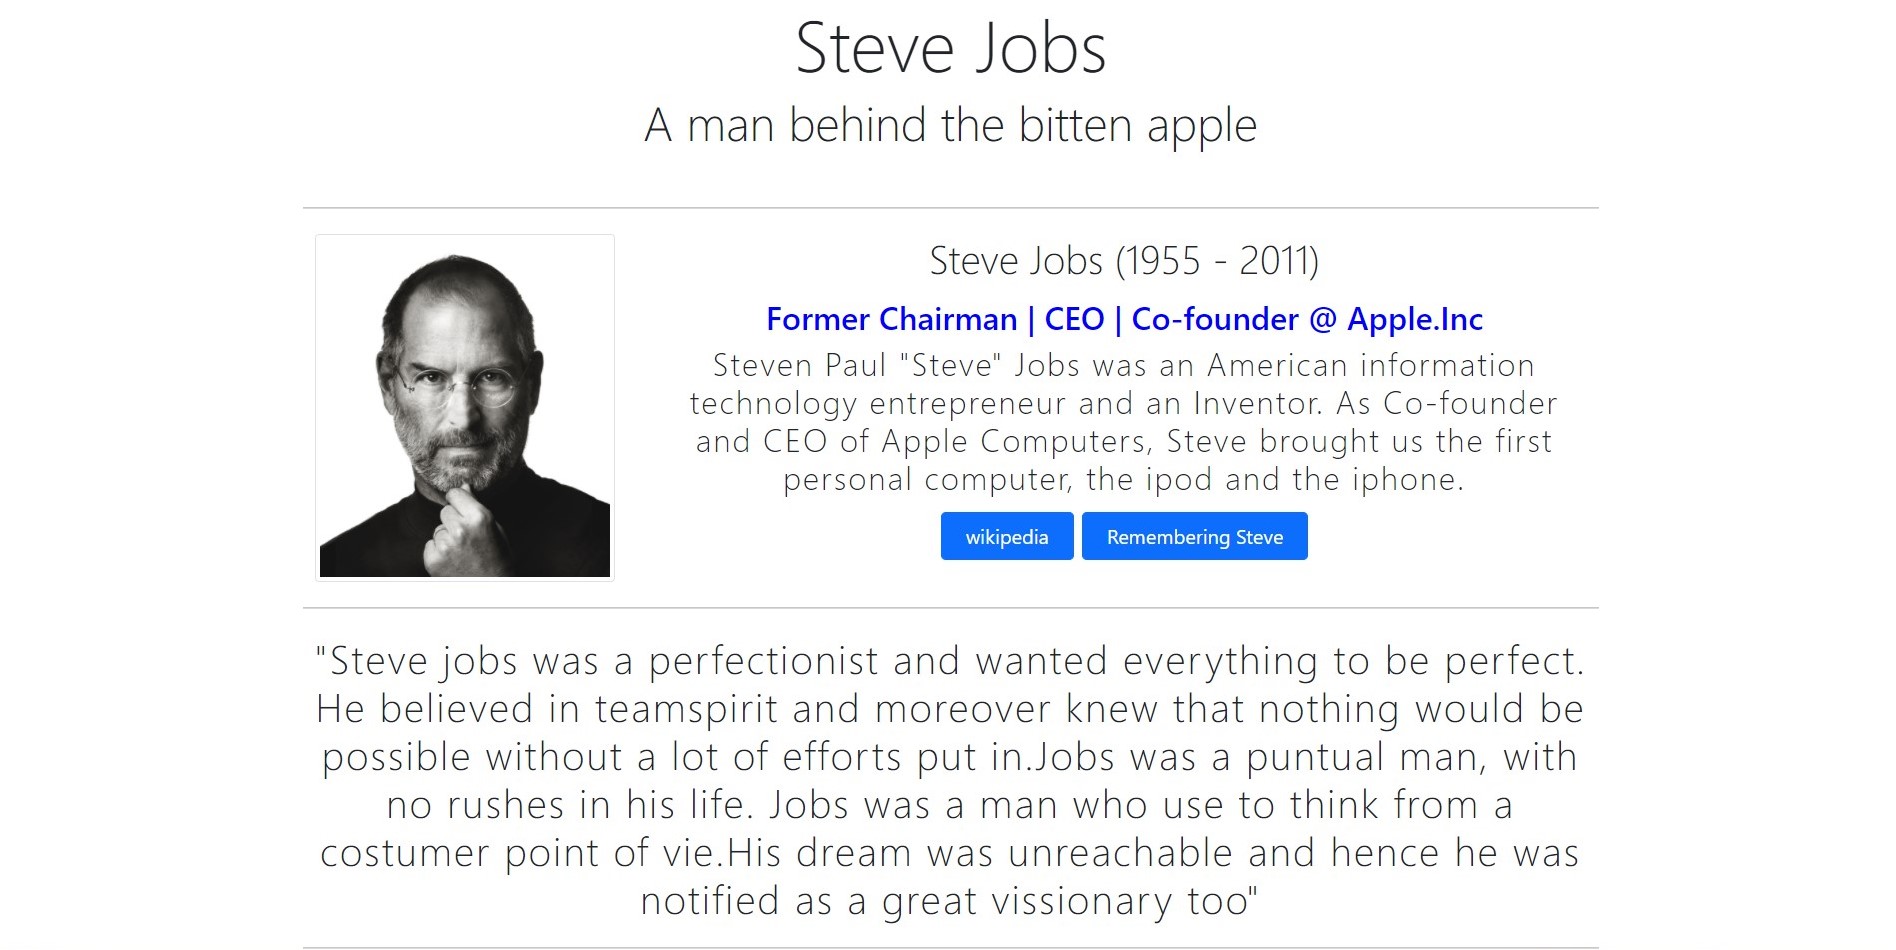 Steve Jobs
A man behind the bitten apple
Steve Jobs (1955 - 2011)
Former Chairman | CEO | Co-founder @ Apple.Inc
Steven Paul "Steve" Jobs was an American information
technology entrepreneur and an Inventor. As Co-founder
and CEO of Apple Computers, Steve brought us the first
personal computer, the ipod and the iphone.
wikipedia Remembering Steve
"Steve jobs was a perfectionist and wanted everything to be perfect.
He believed in teamspirit and moreover knew that nothing would be
possible without a lot of efforts put in.Jobs was a puntual man, with
no rushes in his life. Jobs was a man who use to think from a
costumer point of vie.His dream was unreachable and hence he was
notified as a great vissionary too"